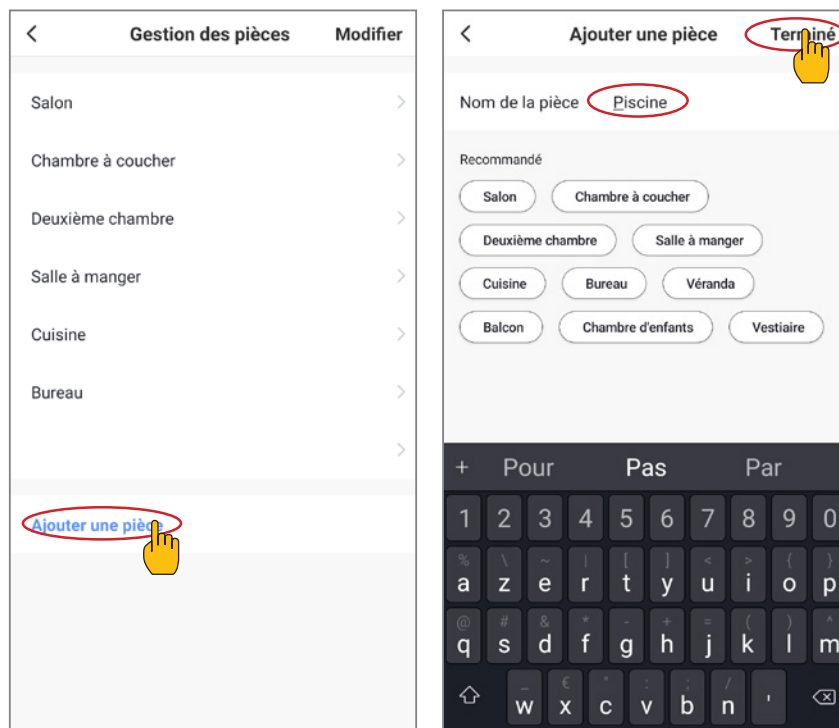 Gestion des pièces Modifier
Salon
Chambre à coucher
Deuxième chambre
Salle à manger
Cuisine
Bureau
Ajouter une pièce
Ajouter une pièce Terminé
Nom de la pièce Piscine
Recommandé
Salon Chambre à coucher
Deuxième chambre Salle à manger
Cuisine Bureau Véranda
Balcon Chambre d'enfants Vestiaire
+ Pour Pas Par
1 2 3 4 5 6 7 8 9 0
% \ ~ | [ ] < > { }
a z e r t y u i o p
@ # & * - + = ( ) ^
q s d f g h j k l m
_ € " : ; /
w x c v b n '